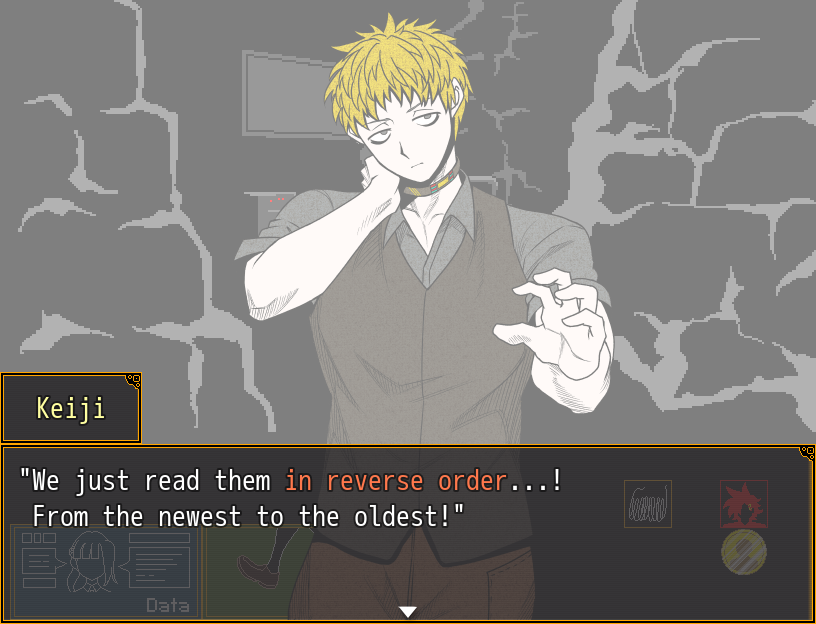 Keiji
"We just read them in reverse order...!
From the newest to the oldest!"
Data